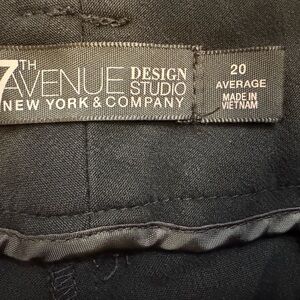 7TH AVENUE DESIGN STUDIO
NEW YORK & COMPANY
20
AVERAGE
MADE IN
VIETNAM